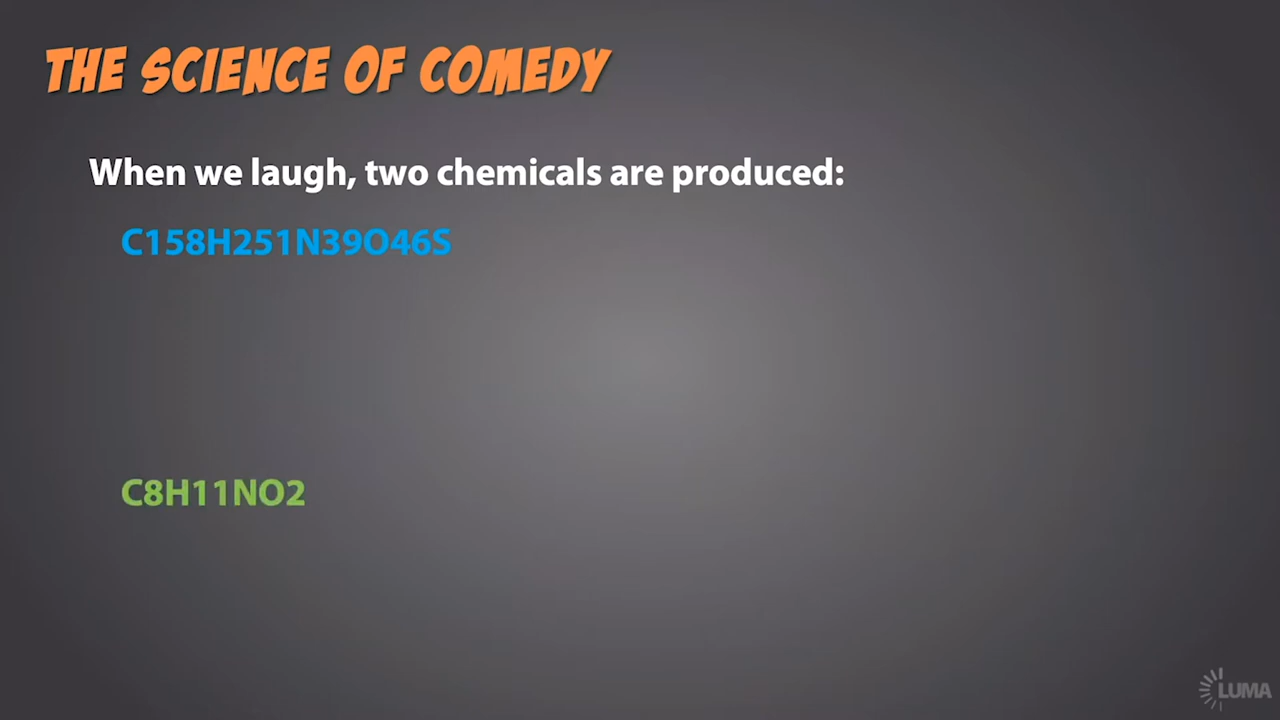 THE SCIENCE OF COMEDY
When we laugh, two chemicals are produced:
C158H251N39O46S
C8H11NO2
LUMA